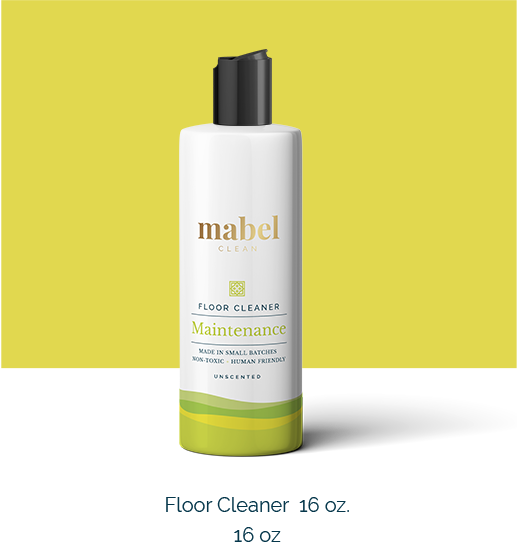 mabel
CLEAN
FLOOR CLEANER
Maintenance
MADE IN SMALL BATCHES
NON-TOXIC · HUMAN FRIENDLY
UNSCENTED
Floor Cleaner 16 oz.
16 oz